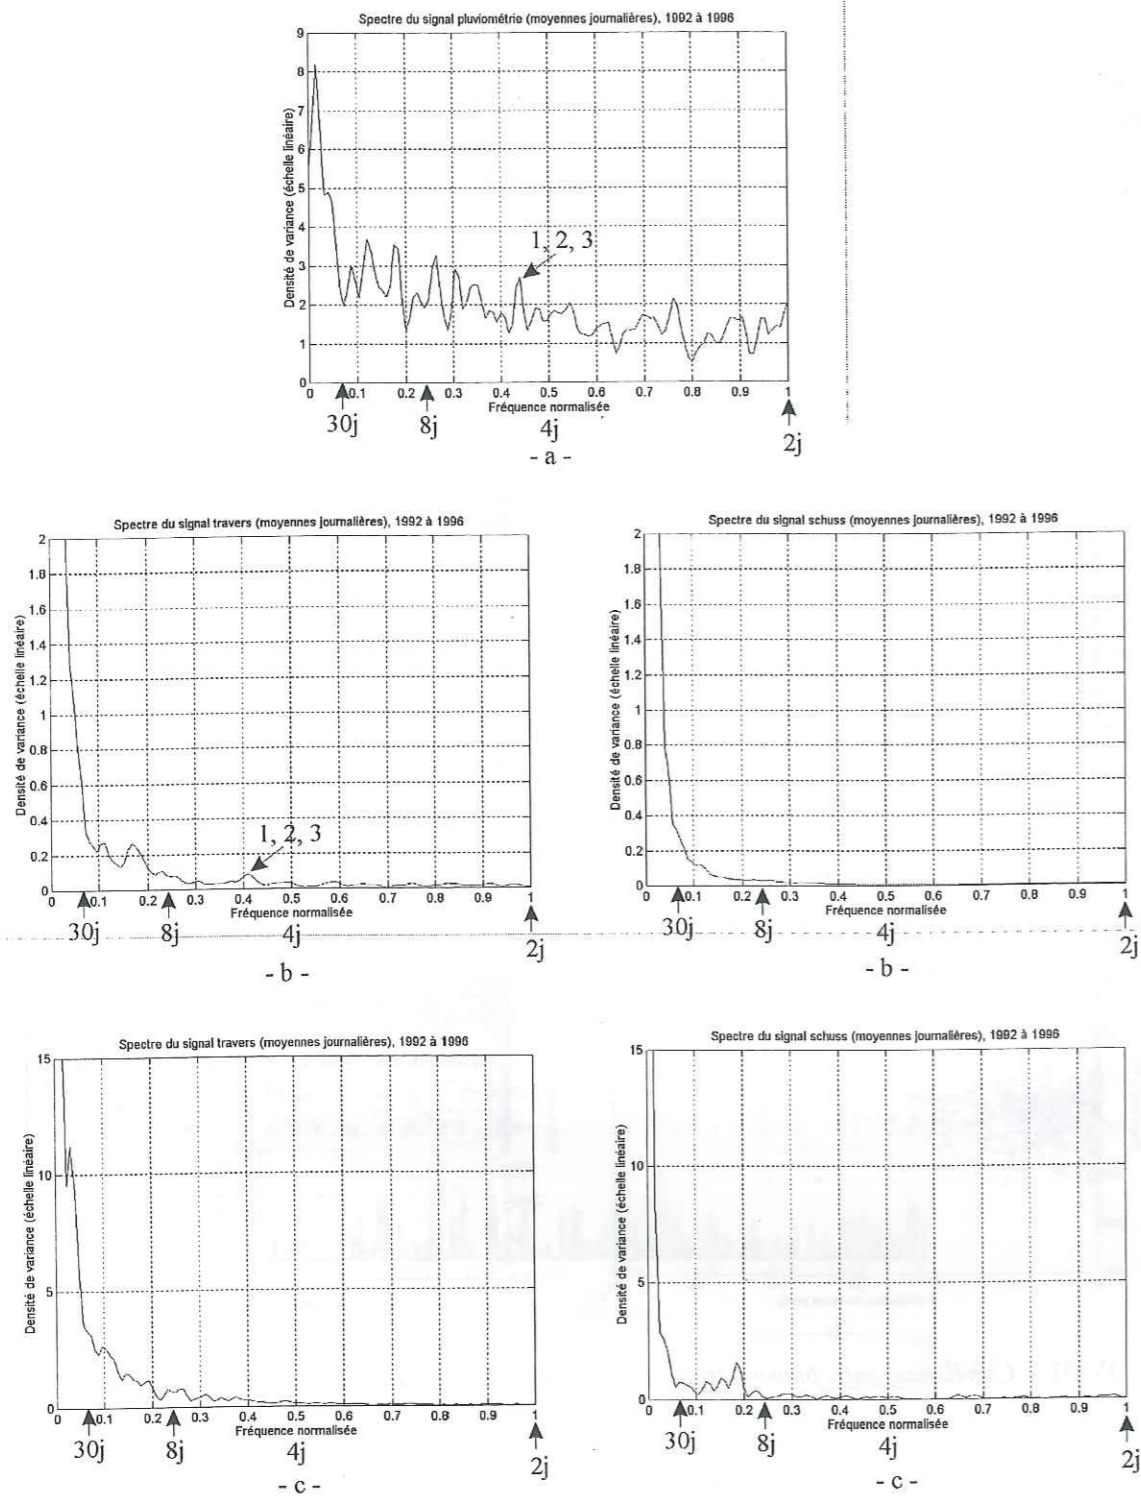 Spectre du signal pluviométrie (moyennes journalières), 1992 à 1996
Densité de variance (échelle linéaire)
9
8
7
6
5
4
3
2
1
0
1, 2, 3
0 0.1 0.2 0.3 0.4 0.5 0.6 0.7 0.8 0.9 1
Fréquence normalisée
30j 8j 4j 2j
- a -
Spectre du signal travers (moyennes journalières), 1992 à 1996
Densité de variance (échelle linéaire)
2
1.8
1.6
1.4
1.2
1
0.8
0.6
0.4
0.2
0
1, 2, 3
0 0.1 0.2 0.3 0.4 0.5 0.6 0.7 0.8 0.9 1
Fréquence normalisée
30j 8j 4j 2j
- b -
Spectre du signal schuss (moyennes journalières), 1992 à 1996
Densité de variance (échelle linéaire)
2
1.8
1.6
1.4
1.2
1
0.8
0.6
0.4
0.2
0
0 0.1 0.2 0.3 0.4 0.5 0.6 0.7 0.8 0.9 1
Fréquence normalisée
30j 8j 4j 2j
- b -
Spectre du signal travers (moyennes journalières), 1992 à 1996
Densité de variance (échelle linéaire)
15
10
5
0
0 0.1 0.2 0.3 0.4 0.5 0.6 0.7 0.8 0.9 1
Fréquence normalisée
30j 8j 4j 2j
- c -
Spectre du signal schuss (moyennes journalières), 1992 à 1996
Densité de variance (échelle linéaire)
15
10
5
0
0 0.1 0.2 0.3 0.4 0.5 0.6 0.7 0.8 0.9 1
Fréquence normalisée
30j 8j 4j 2j
- c -